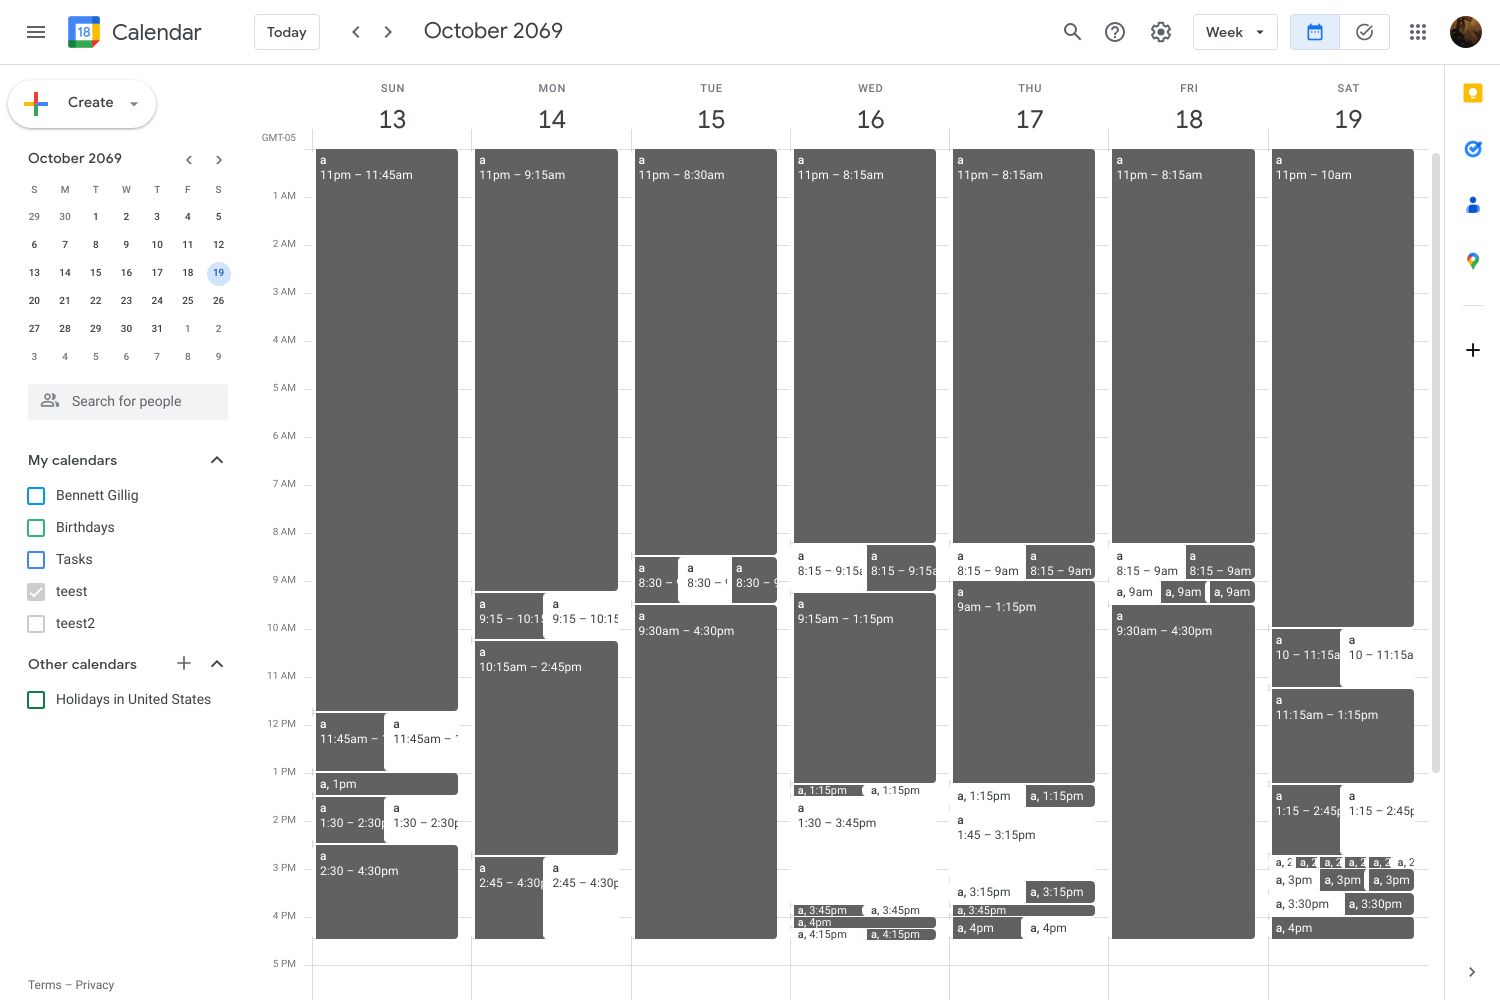 18 Calendar
Today
October 2069
Week
Create
October 2069
S M T W T F S
29 30 1 2 3 4 5
6 7 8 9 10 11 12
13 14 15 16 17 18 19
20 21 22 23 24 25 26
27 28 29 30 31 1 2
3 4 5 6 7 8 9
Search for people
My calendars
Bennett Gillig
Birthdays
Tasks
teest
teest2
Other calendars
Holidays in United States
Terms – Privacy
GMT-05
1 AM
2 AM
3 AM
4 AM
5 AM
6 AM
7 AM
8 AM
9 AM
10 AM
11 AM
12 PM
1 PM
2 PM
3 PM
4 PM
5 PM
SUN
13
a
11pm – 11:45am
a
11:45am –
a
11:45am –
a, 1pm
a
1:30 – 2:30p
a
1:30 – 2:30p
a
2:30 – 4:30pm
MON
14
a
11pm – 9:15am
a
9:15 – 10:15
a
9:15 – 10:15
a
10:15am – 2:45pm
a
2:45 – 4:30p
a
2:45 – 4:30p
TUE
15
a
11pm – 8:30am
a
8:30 –
a
8:30 –
a
8:30 – 9
a
9:30am – 4:30pm
WED
16
a
11pm – 8:15am
a
8:15 – 9:15a
a
8:15 – 9:15a
a
9:15am – 1:15pm
a, 1:15pm
a, 1:15pm
a
1:30 – 3:45pm
a, 3:45pm
a, 3:45pm
a, 4pm
a, 4:15pm
a, 4:15pm
THU
17
a
11pm – 8:15am
a
8:15 – 9am
a
8:15 – 9am
a
9am – 1:15pm
a, 1:15pm
a, 1:15pm
a
1:45 – 3:15pm
a, 3:15pm
a, 3:15pm
a, 3:45pm
a, 4pm
a, 4pm
FRI
18
a
11pm – 8:15am
a
8:15 – 9am
a
8:15 – 9am
a, 9am
a, 9am
a, 9am
a
9:30am – 4:30pm
SAT
19
a
11pm – 10am
a
10 – 11:15a
a
10 – 11:15a
a
11:15am – 1:15pm
a
1:15 – 2:45p
a
1:15 – 2:45p
a, 2
a, 2
a, 2
a, 2
a, 2
a, 2
a, 3pm
a, 3pm
a, 3pm
a, 3:30pm
a, 3:30pm
a, 4pm